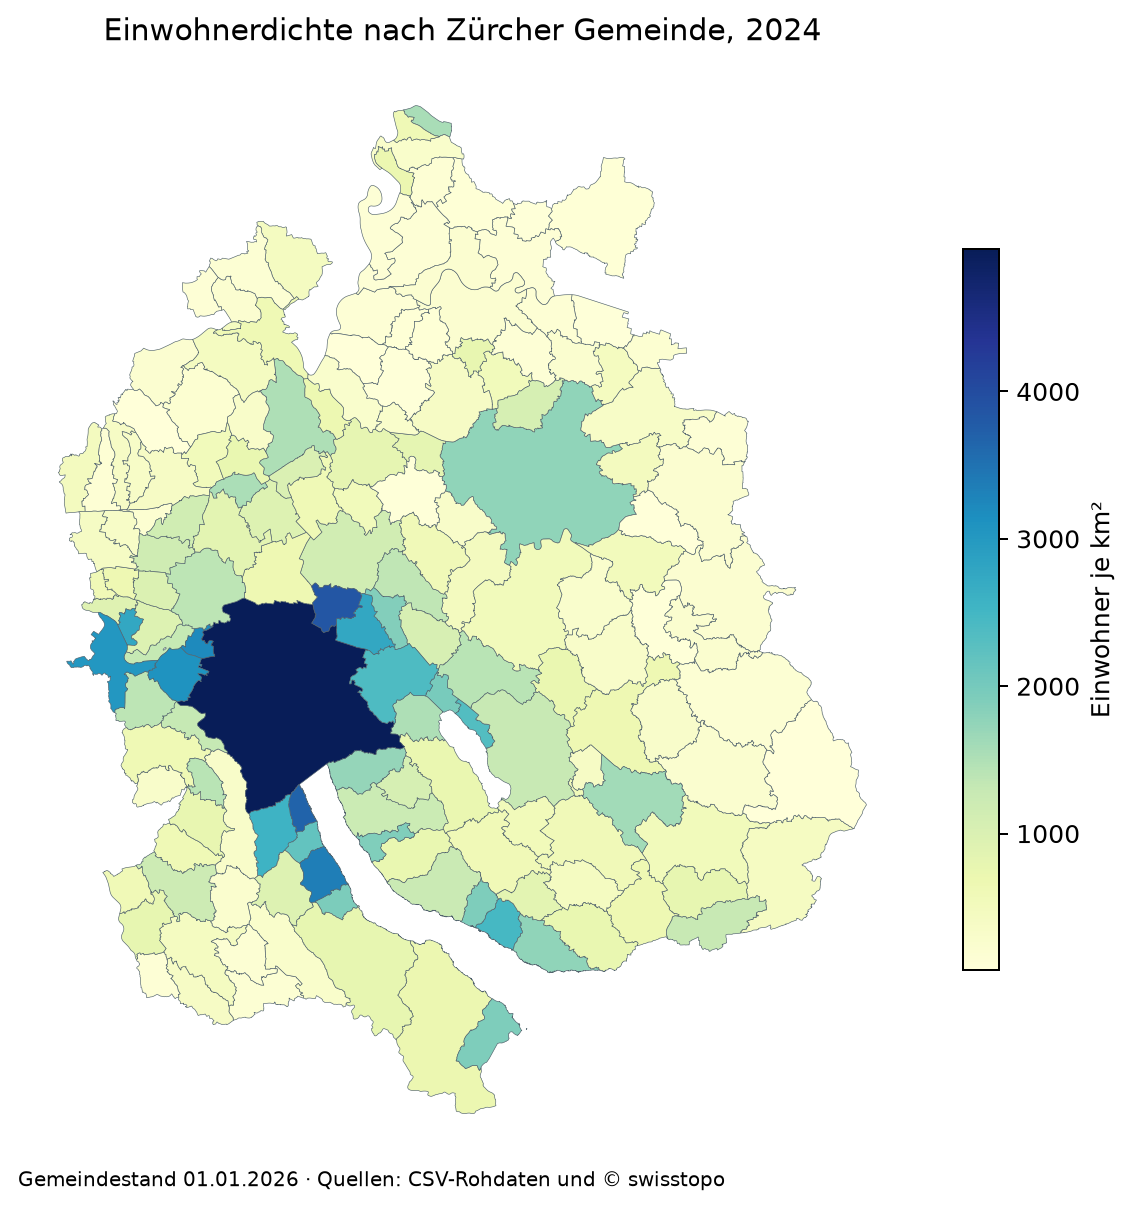 Einwohnerdichte nach Zürcher Gemeinde, 2024
4000
3000
2000
1000
Einwohner je km²
Gemeindestand 01.01.2026 · Quellen: CSV-Rohdaten und © swisstopo